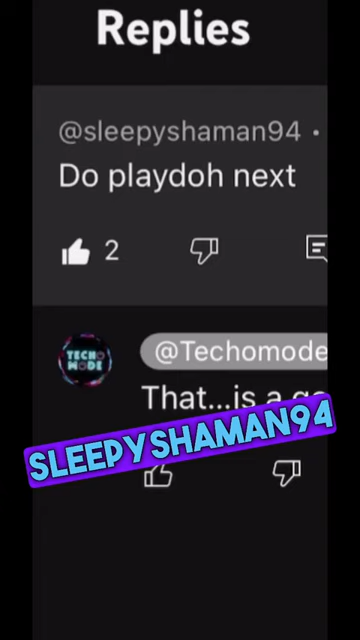 Replies
@sleepyshaman94 •
Do playdoh next
2
TECHO
MODE
@Techomode
That...is a
SLEEPYSHAMAN94